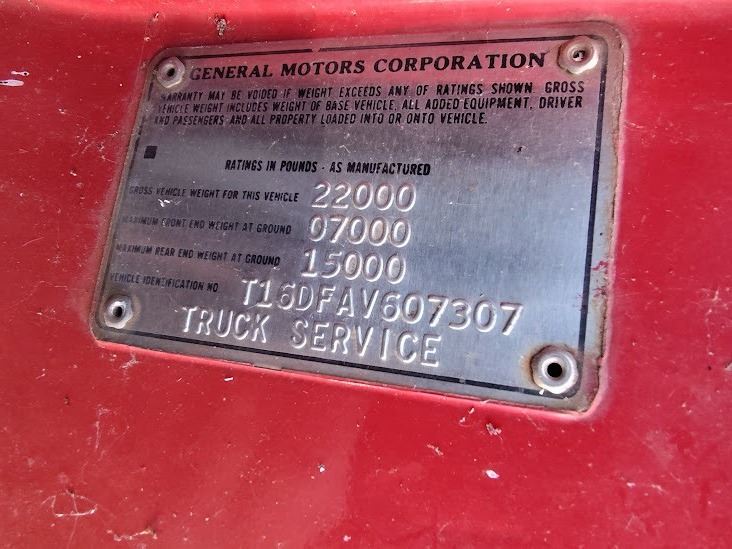 GENERAL MOTORS CORPORATION
WARRANTY MAY BE VOIDED IF WEIGHT EXCEEDS ANY OF RATINGS SHOWN. GROSS
VEHICLE WEIGHT INCLUDES WEIGHT OF BASE VEHICLE, ALL ADDED EQUIPMENT, DRIVER
AND PASSENGERS AND ALL PROPERTY LOADED INTO OR ONTO VEHICLE.
RATINGS IN POUNDS - AS MANUFACTURED
GROSS VEHICLE WEIGHT FOR THIS VEHICLE 22000
MAXIMUM FRONT END WEIGHT AT GROUND 07000
MAXIMUM REAR END WEIGHT AT GROUND 15000
VEHICLE IDENTIFICATION NO T16DFAV607307
TRUCK SERVICE